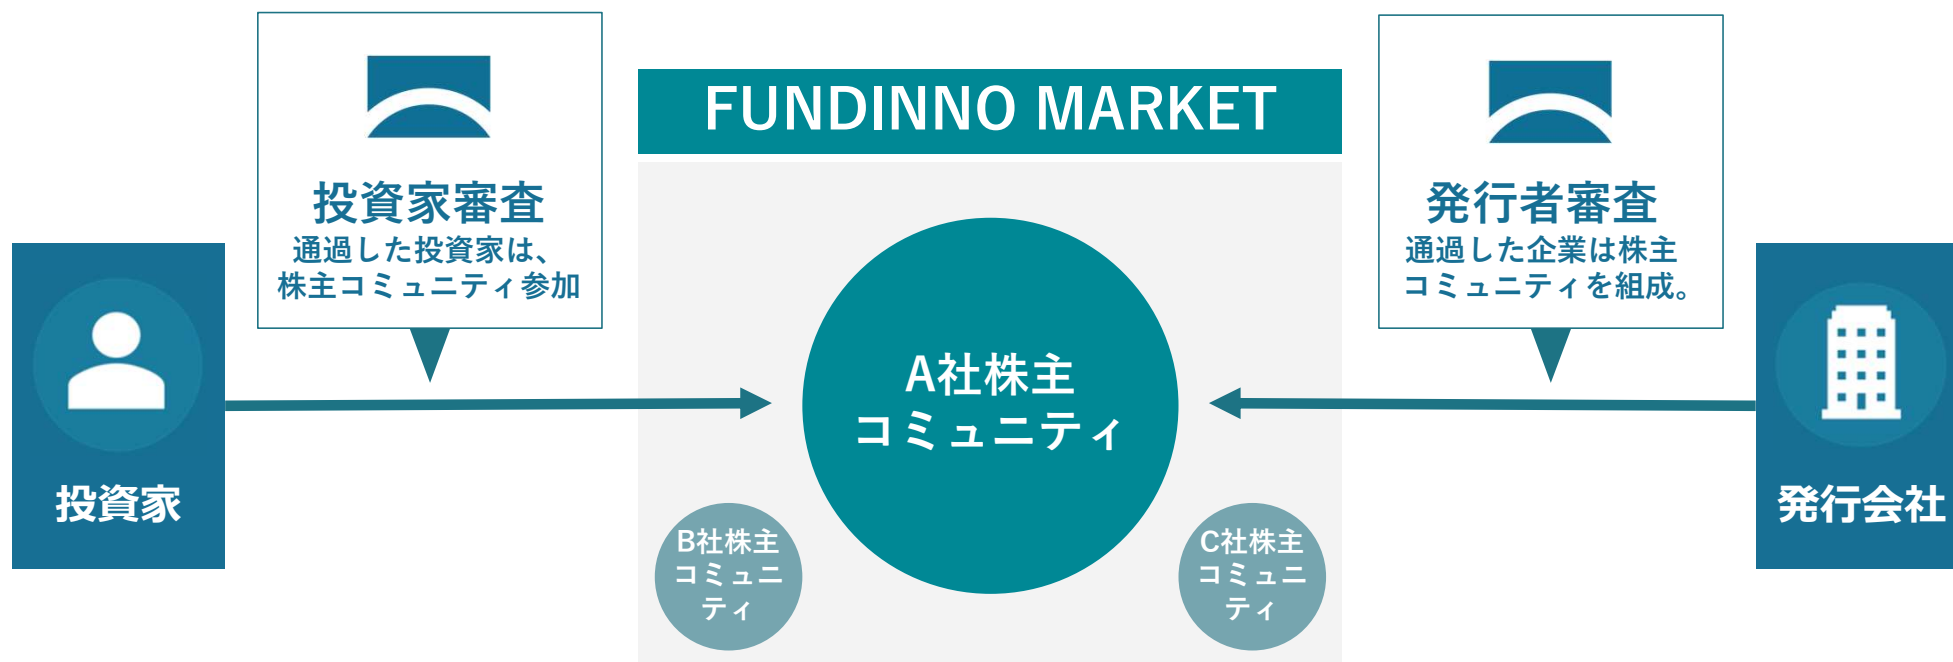 FUNDINNO MARKET
投資家審査
通過した投資家は、
株主コミュニティ参加
発行者審査
通過した企業は株主
コミュニティを組成。
投資家
A社株主
コミュニティ
発行会社
B社株主
コミュニ
ティ
C社株主
コミュニ
ティ